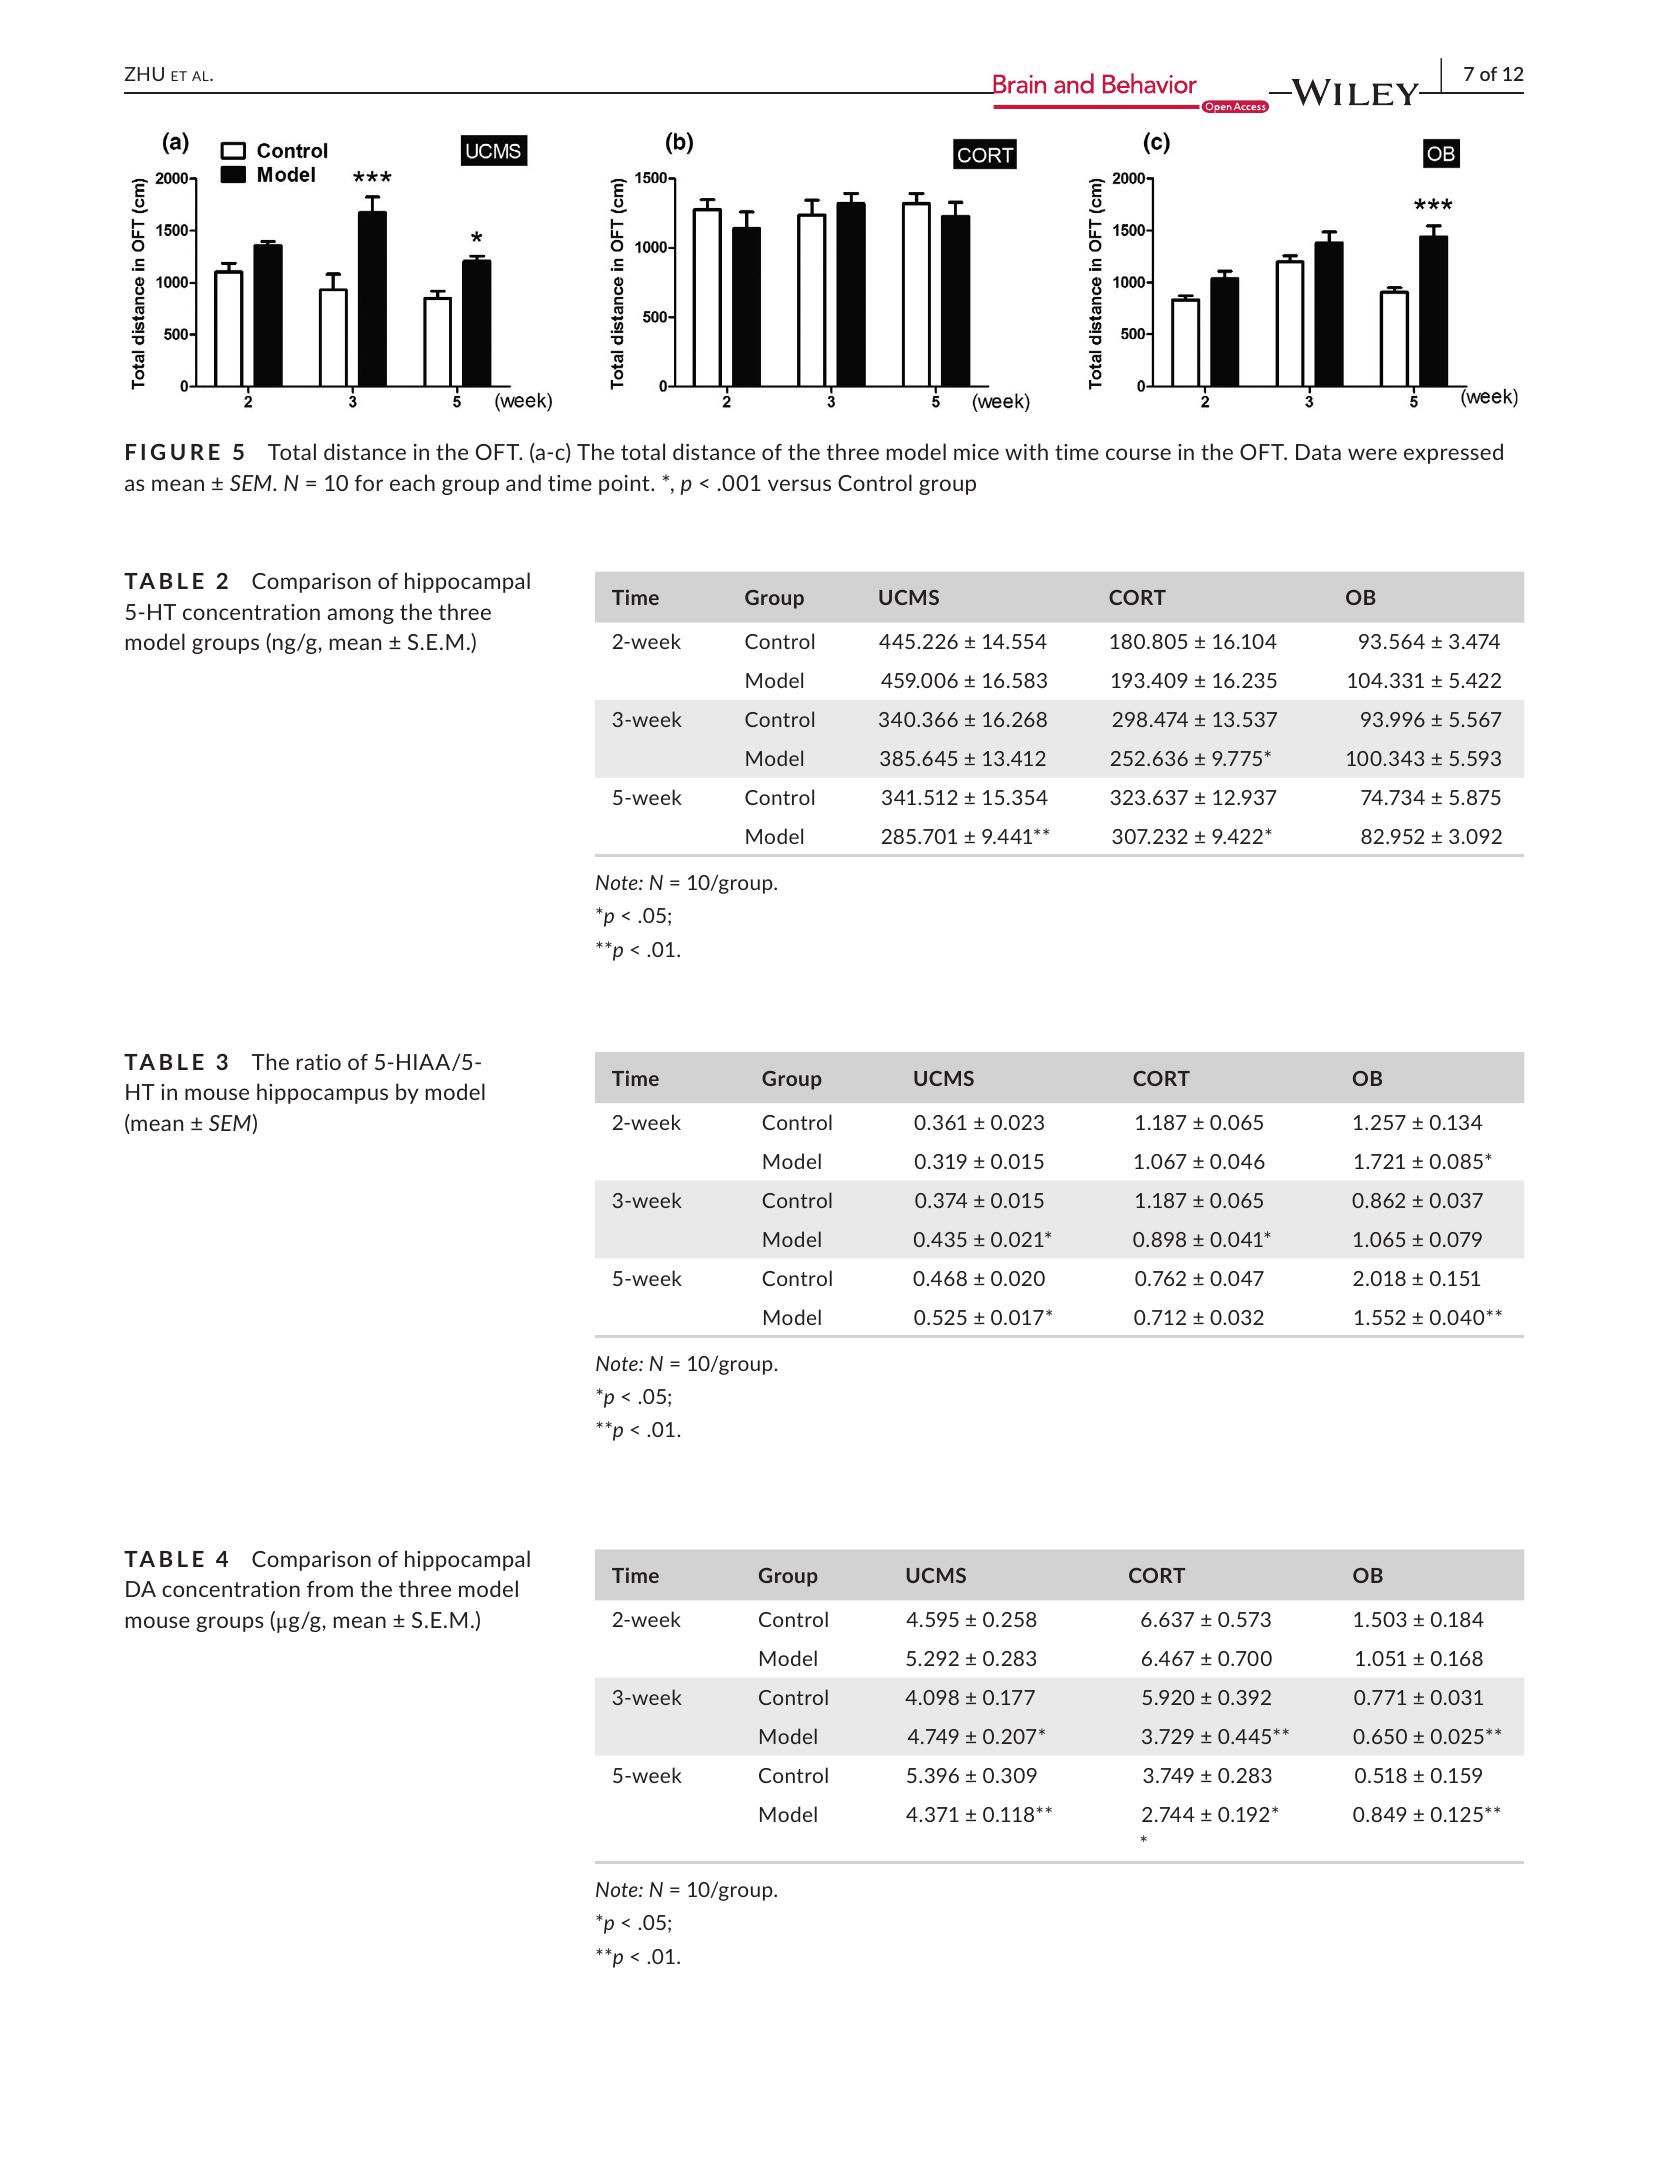 ZHU ET AL.
Brain and Behavior
Open Access
WILEY
7 of 12
(a)
Control
Model
UCMS
***
*
Total distance in OFT (cm)
2000
1500
1000
500
0
2 3 5 (week)
(b)
CORT
Total distance in OFT (cm)
1500
1000
500
0
2 3 5 (week)
(c)
OB
***
Total distance in OFT (cm)
2000
1500
1000
500
0
2 3 5 (week)
FIGURE 5 Total distance in the OFT. (a-c) The total distance of the three model mice with time course in the OFT. Data were expressed
as mean ± SEM. N = 10 for each group and time point. *, p < .001 versus Control group
TABLE 2 Comparison of hippocampal
5-HT concentration among the three
model groups (ng/g, mean ± S.E.M.)
Time Group UCMS CORT OB
2-week Control 445.226 ± 14.554 180.805 ± 16.104 93.564 ± 3.474
Model 459.006 ± 16.583 193.409 ± 16.235 104.331 ± 5.422
3-week Control 340.366 ± 16.268 298.474 ± 13.537 93.996 ± 5.567
Model 385.645 ± 13.412 252.636 ± 9.775* 100.343 ± 5.593
5-week Control 341.512 ± 15.354 323.637 ± 12.937 74.734 ± 5.875
Model 285.701 ± 9.441** 307.232 ± 9.422* 82.952 ± 3.092
Note: N = 10/group.
*p < .05;
**p < .01.
TABLE 3 The ratio of 5-HIAA/5-
HT in mouse hippocampus by model
(mean ± SEM)
Time Group UCMS CORT OB
2-week Control 0.361 ± 0.023 1.187 ± 0.065 1.257 ± 0.134
Model 0.319 ± 0.015 1.067 ± 0.046 1.721 ± 0.085*
3-week Control 0.374 ± 0.015 1.187 ± 0.065 0.862 ± 0.037
Model 0.435 ± 0.021* 0.898 ± 0.041* 1.065 ± 0.079
5-week Control 0.468 ± 0.020 0.762 ± 0.047 2.018 ± 0.151
Model 0.525 ± 0.017* 0.712 ± 0.032 1.552 ± 0.040**
Note: N = 10/group.
*p < .05;
**p < .01.
TABLE 4 Comparison of hippocampal
DA concentration from the three model
mouse groups (μg/g, mean ± S.E.M.)
Time Group UCMS CORT OB
2-week Control 4.595 ± 0.258 6.637 ± 0.573 1.503 ± 0.184
Model 5.292 ± 0.283 6.467 ± 0.700 1.051 ± 0.168
3-week Control 4.098 ± 0.177 5.920 ± 0.392 0.771 ± 0.031
Model 4.749 ± 0.207* 3.729 ± 0.445** 0.650 ± 0.025**
5-week Control 5.396 ± 0.309 3.749 ± 0.283 0.518 ± 0.159
Model 4.371 ± 0.118** 2.744 ± 0.192* 0.849 ± 0.125**
*
Note: N = 10/group.
*p < .05;
**p < .01.